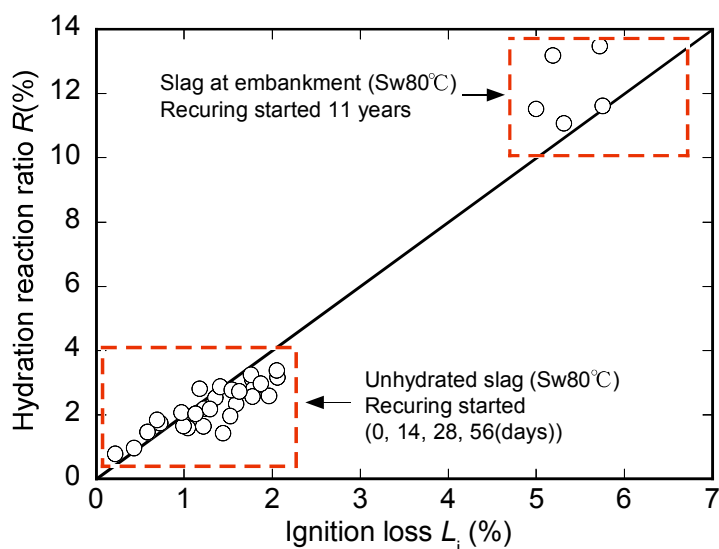 14
12
10
8
6
4
2
0
Hydration reaction ratio R(%)
Slag at embankment (Sw80℃)
Recuring started 11 years
Unhydrated slag (Sw80℃)
Recuring started
(0, 14, 28, 56(days))
0 1 2 3 4 5 6 7
Ignition loss Li (%)